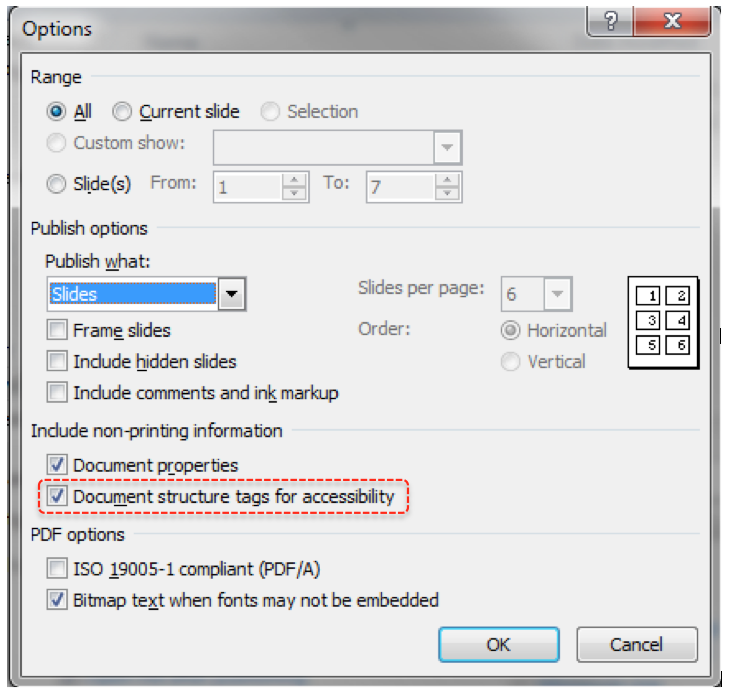 Options
Range
All Current slide Selection
Custom show:
Slide(s) From: 1 To: 7
Publish options
Publish what:
Slides
Slides per page: 6
1 2
3 4
5 6
Frame slides
Order: Horizontal
Include hidden slides
Vertical
Include comments and ink markup
Include non-printing information
Document properties
Document structure tags for accessibility
PDF options
ISO 19005-1 compliant (PDF/A)
Bitmap text when fonts may not be embedded
OK Cancel